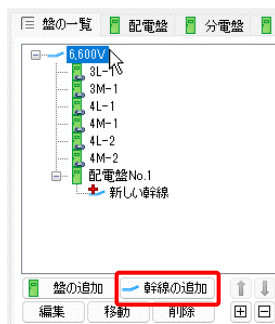 盤の一覧 配電盤 分電盤
6,600V
3L-1
3M-1
4L-1
4M-1
4L-2
4M-2
配電盤No.1
新しい幹線
盤の追加 幹線の追加
編集 移動 削除